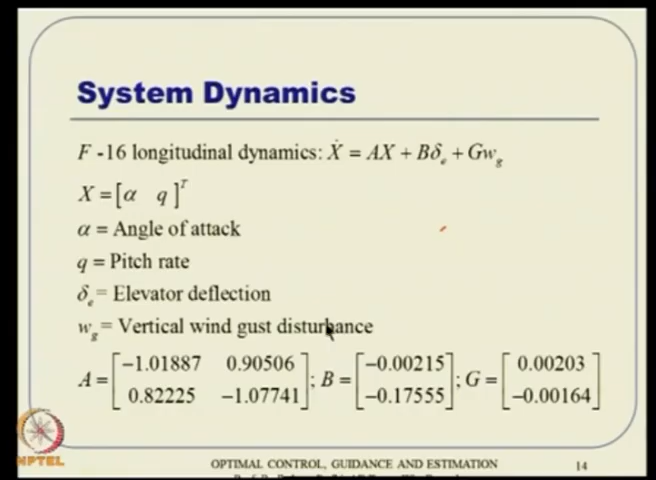 System Dynamics
F -16 longitudinal dynamics: Ẋ = AX + Bδₑ + Gw_g
X = [α q]ᵀ
α = Angle of attack
q = Pitch rate
δₑ = Elevator deflection
w_g = Vertical wind gust disturbance
A = [−1.01887 0.90506; 0.82225 −1.07741]; B = [−0.00215; −0.17555]; G = [0.00203; −0.00164]
NPTEL
OPTIMAL CONTROL, GUIDANCE AND ESTIMATION 14